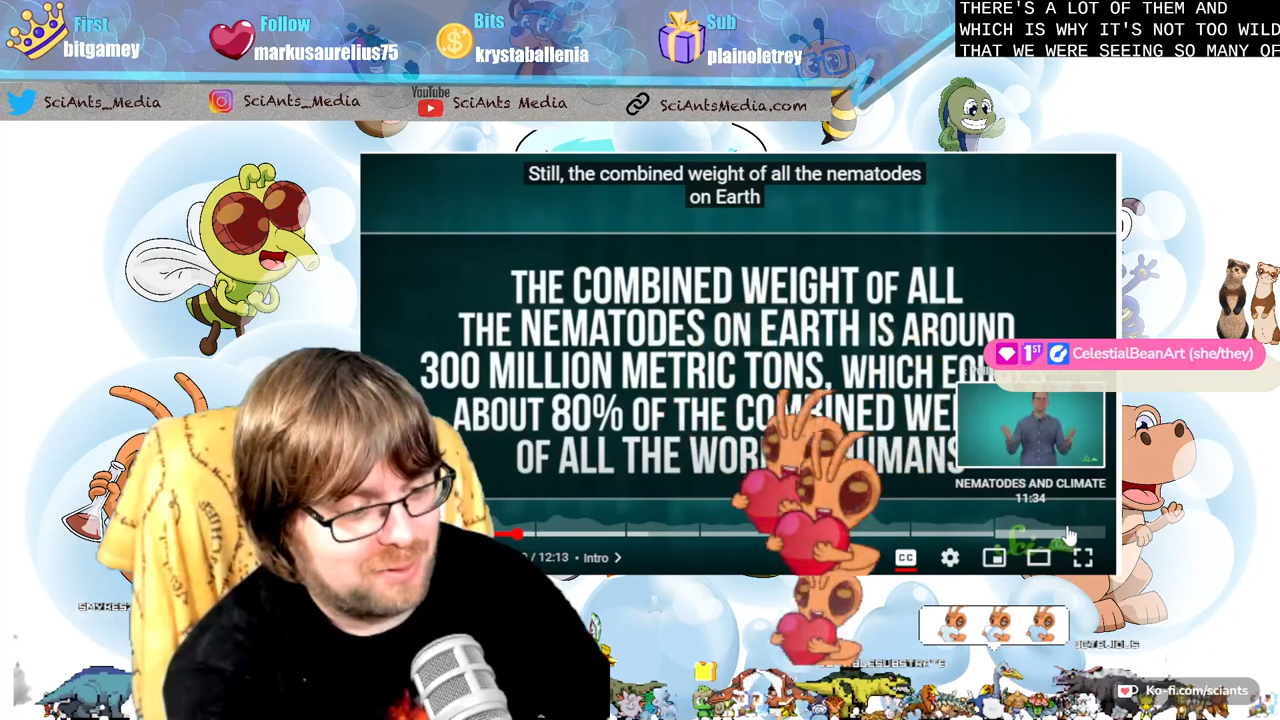 First
bitgamey
Follow
markusaurelius75
Bits
krystaballenia
Sub
plainoletrey
THERE'S A LOT OF THEM AND
WHICH IS WHY IT'S NOT TOO WILD
THAT WE WERE SEEING SO MANY OF
SciAnts_Media
SciAnts_Media
YouTube
SciAnts Media
SciAntsMedia.com
Still, the combined weight of all the nematodes
on Earth
THE COMBINED WEIGHT OF ALL
THE NEMATODES ON EARTH IS AROUND
300 MILLION METRIC TONS, WHICH
ABOUT 80% OF THE
OF ALL THE
1ST CelestialBeanArt (she/they)
NEMATODES AND CLIMATE
11:34
/ 12:13 • Intro
CC
Ko-fi.com/sciants